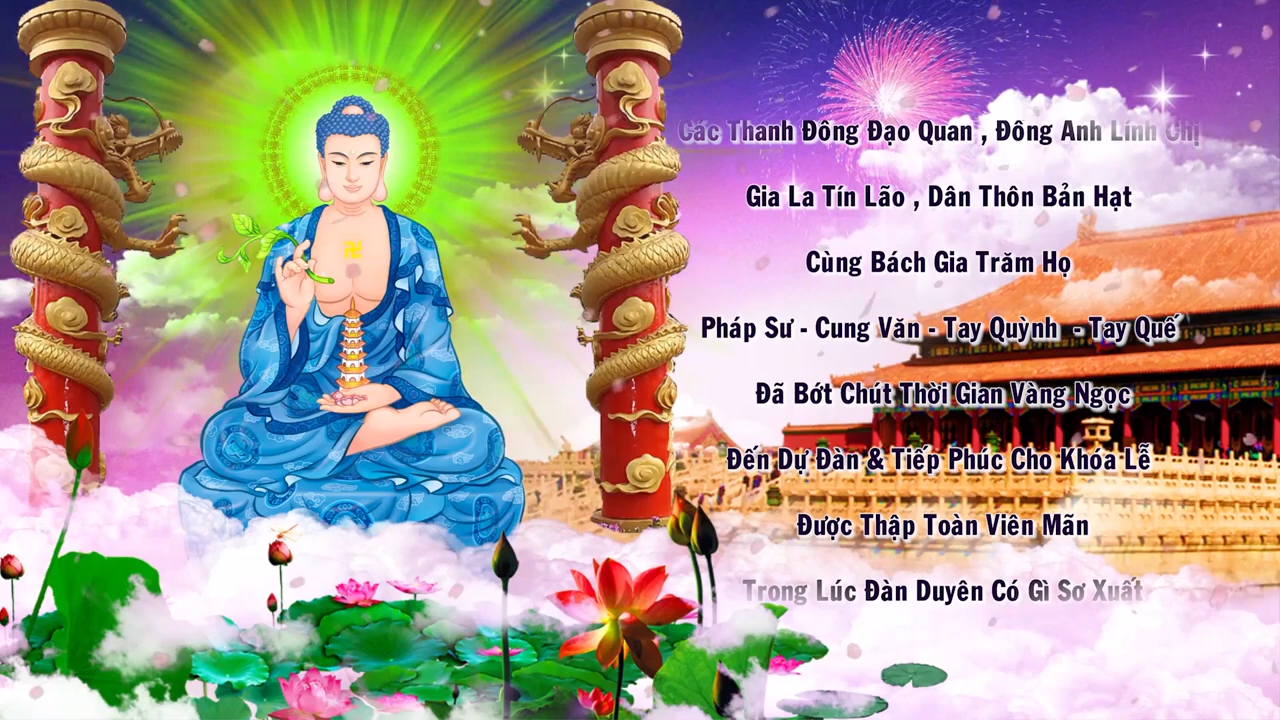 Các Thanh Đồng Đạo Quan , Đồng Anh Lính Chị
Gia La Tín Lão , Dân Thôn Bản Hạt
Cùng Bách Gia Trăm Họ
Pháp Sư - Cung Văn - Tay Quỳnh - Tay Quế
Đã Bớt Chút Thời Gian Vàng Ngọc
Đến Dự Đàn & Tiếp Phúc Cho Khóa Lễ
Được Thập Toàn Viên Mãn
Trong Lúc Đàn Duyên Có Gì Sơ Xuất